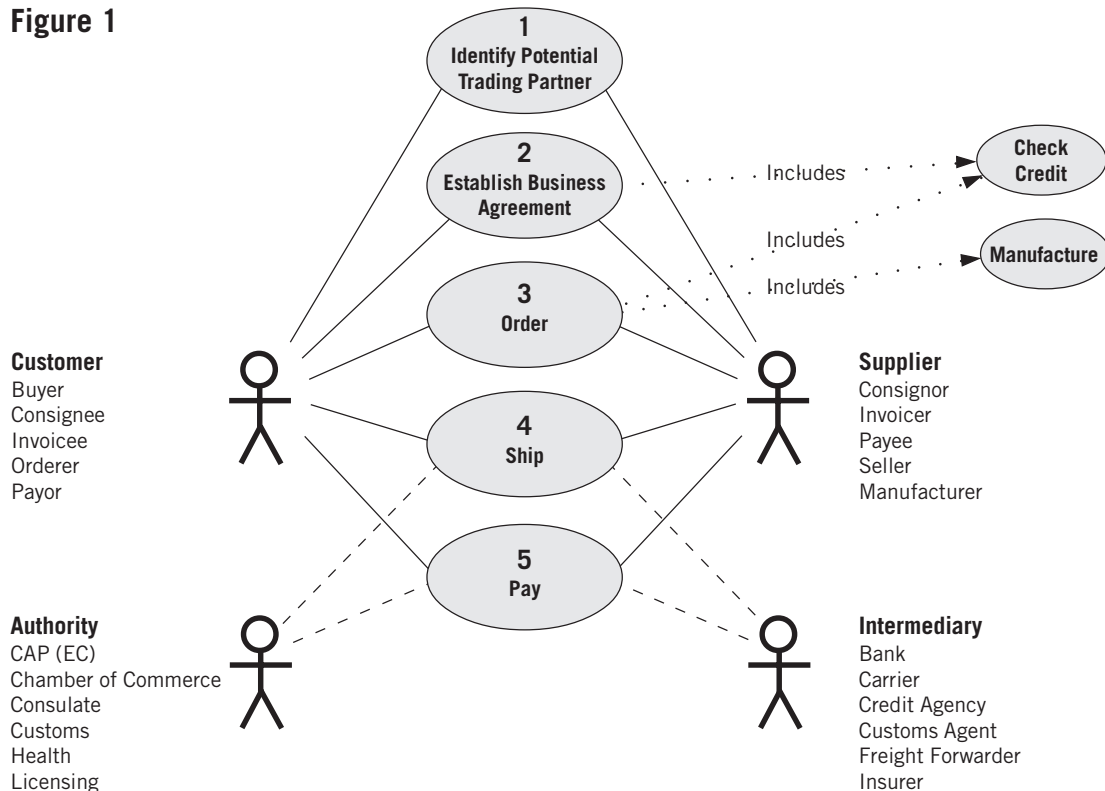 Figure 1
1
Identify Potential
Trading Partner
2
Establish Business
Agreement
Includes
Check
Credit
Includes
Manufacture
Includes
3
Order
Customer
Buyer
Consignee
Invoicee
Orderer
Payor
4
Ship
Supplier
Consignor
Invoicer
Payee
Seller
Manufacturer
5
Pay
Authority
CAP (EC)
Chamber of Commerce
Consulate
Customs
Health
Licensing
Intermediary
Bank
Carrier
Credit Agency
Customs Agent
Freight Forwarder
Insurer